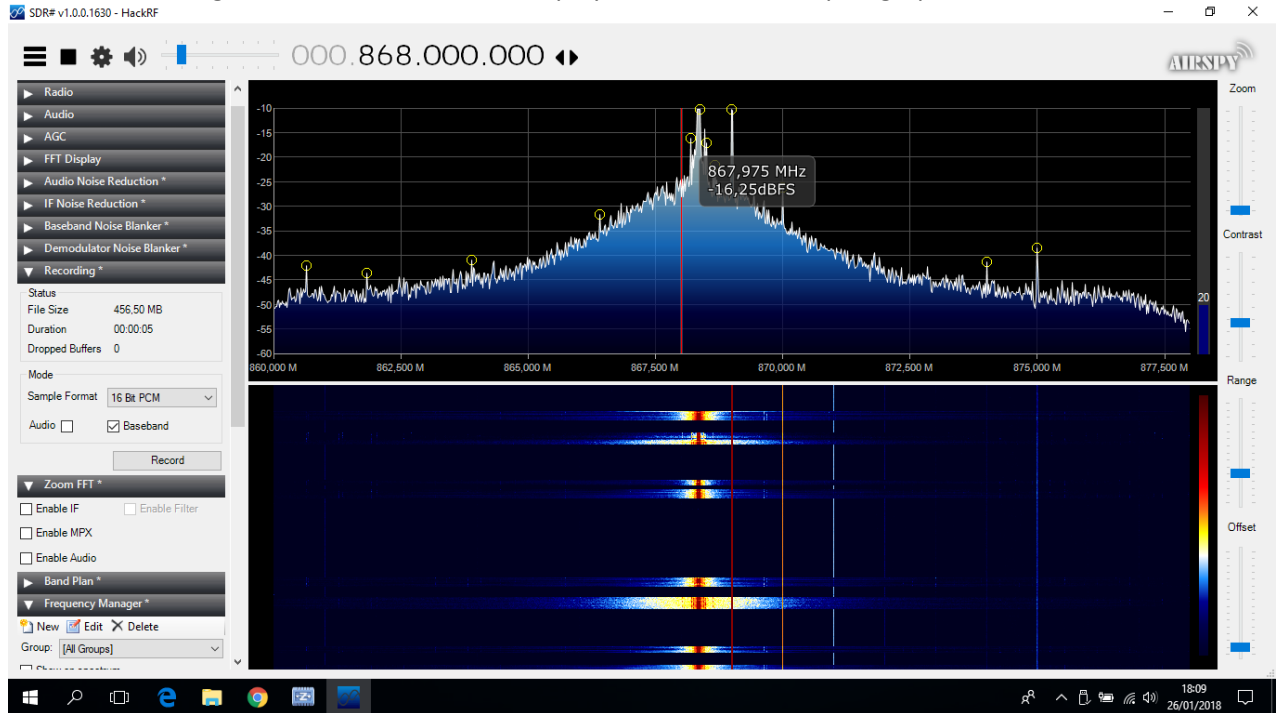 SDR# v1.0.0.1630 - HackRF
000.868.000.000
AIRSPY
Radio
Audio
AGC
FFT Display
Audio Noise Reduction *
IF Noise Reduction *
Baseband Noise Blanker *
Demodulator Noise Blanker *
Recording *
Status
File Size 456,50 MB
Duration 00:00:05
Dropped Buffers 0
Mode
Sample Format 16 Bit PCM
Audio Baseband
Record
Zoom FFT *
Enable IF Enable Filter
Enable MPX
Enable Audio
Band Plan *
Frequency Manager *
New Edit Delete
Group: [All Groups]
-10
-15
-20
-25
-30
-35
-40
-45
-50
-55
-60
867,975 MHz
-16,25dBFS
20
860,000 M 862,500 M 865,000 M 867,500 M 870,000 M 872,500 M 875,000 M 877,500 M
Zoom
Contrast
Range
Offset
18:09
26/01/2018